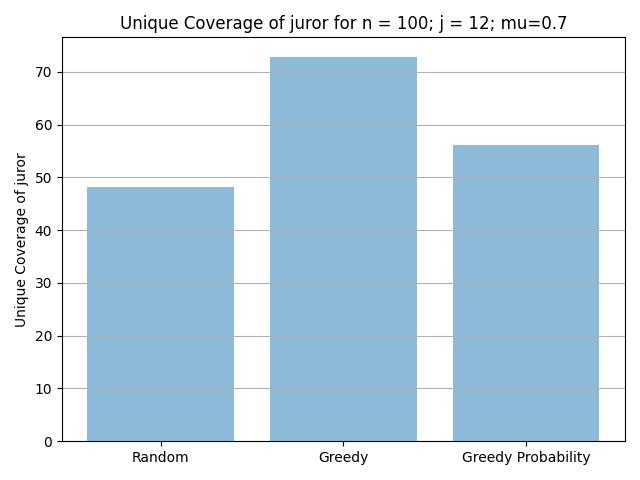 Unique Coverage of juror for n = 100; j = 12; mu=0.7
Unique Coverage of juror
70
60
50
40
30
20
10
0
Random
Greedy
Greedy Probability